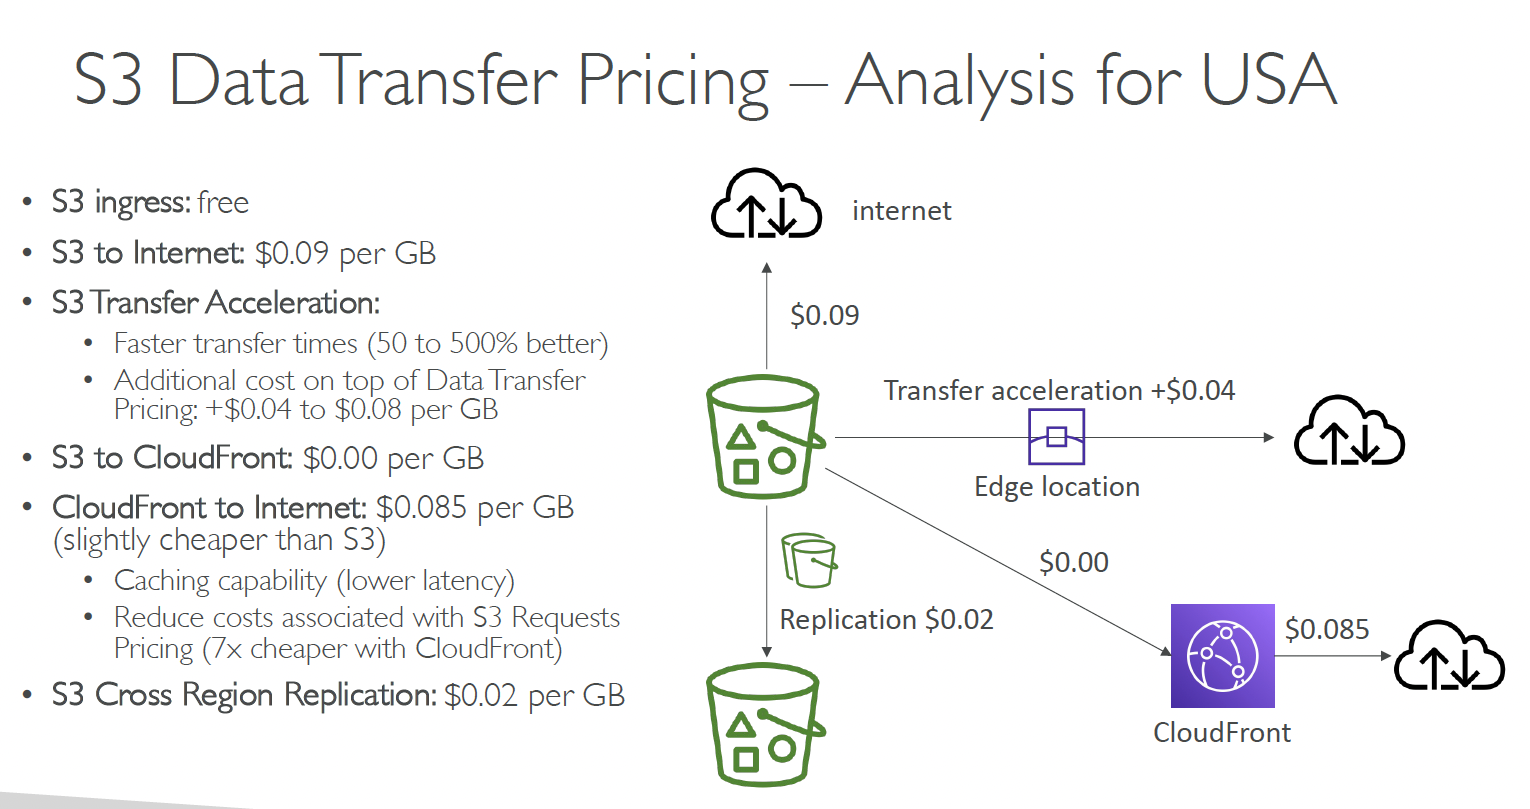 S3 Data Transfer Pricing – Analysis for USA
• S3 ingress: free
• S3 to Internet: $0.09 per GB
• S3 Transfer Acceleration:
• Faster transfer times (50 to 500% better)
• Additional cost on top of Data Transfer
Pricing: +$0.04 to $0.08 per GB
• S3 to CloudFront: $0.00 per GB
• CloudFront to Internet: $0.085 per GB
(slightly cheaper than S3)
• Caching capability (lower latency)
• Reduce costs associated with S3 Requests
Pricing (7x cheaper with CloudFront)
• S3 Cross Region Replication: $0.02 per GB
internet
$0.09
Transfer acceleration +$0.04
Edge location
$0.00
Replication $0.02
$0.085
CloudFront